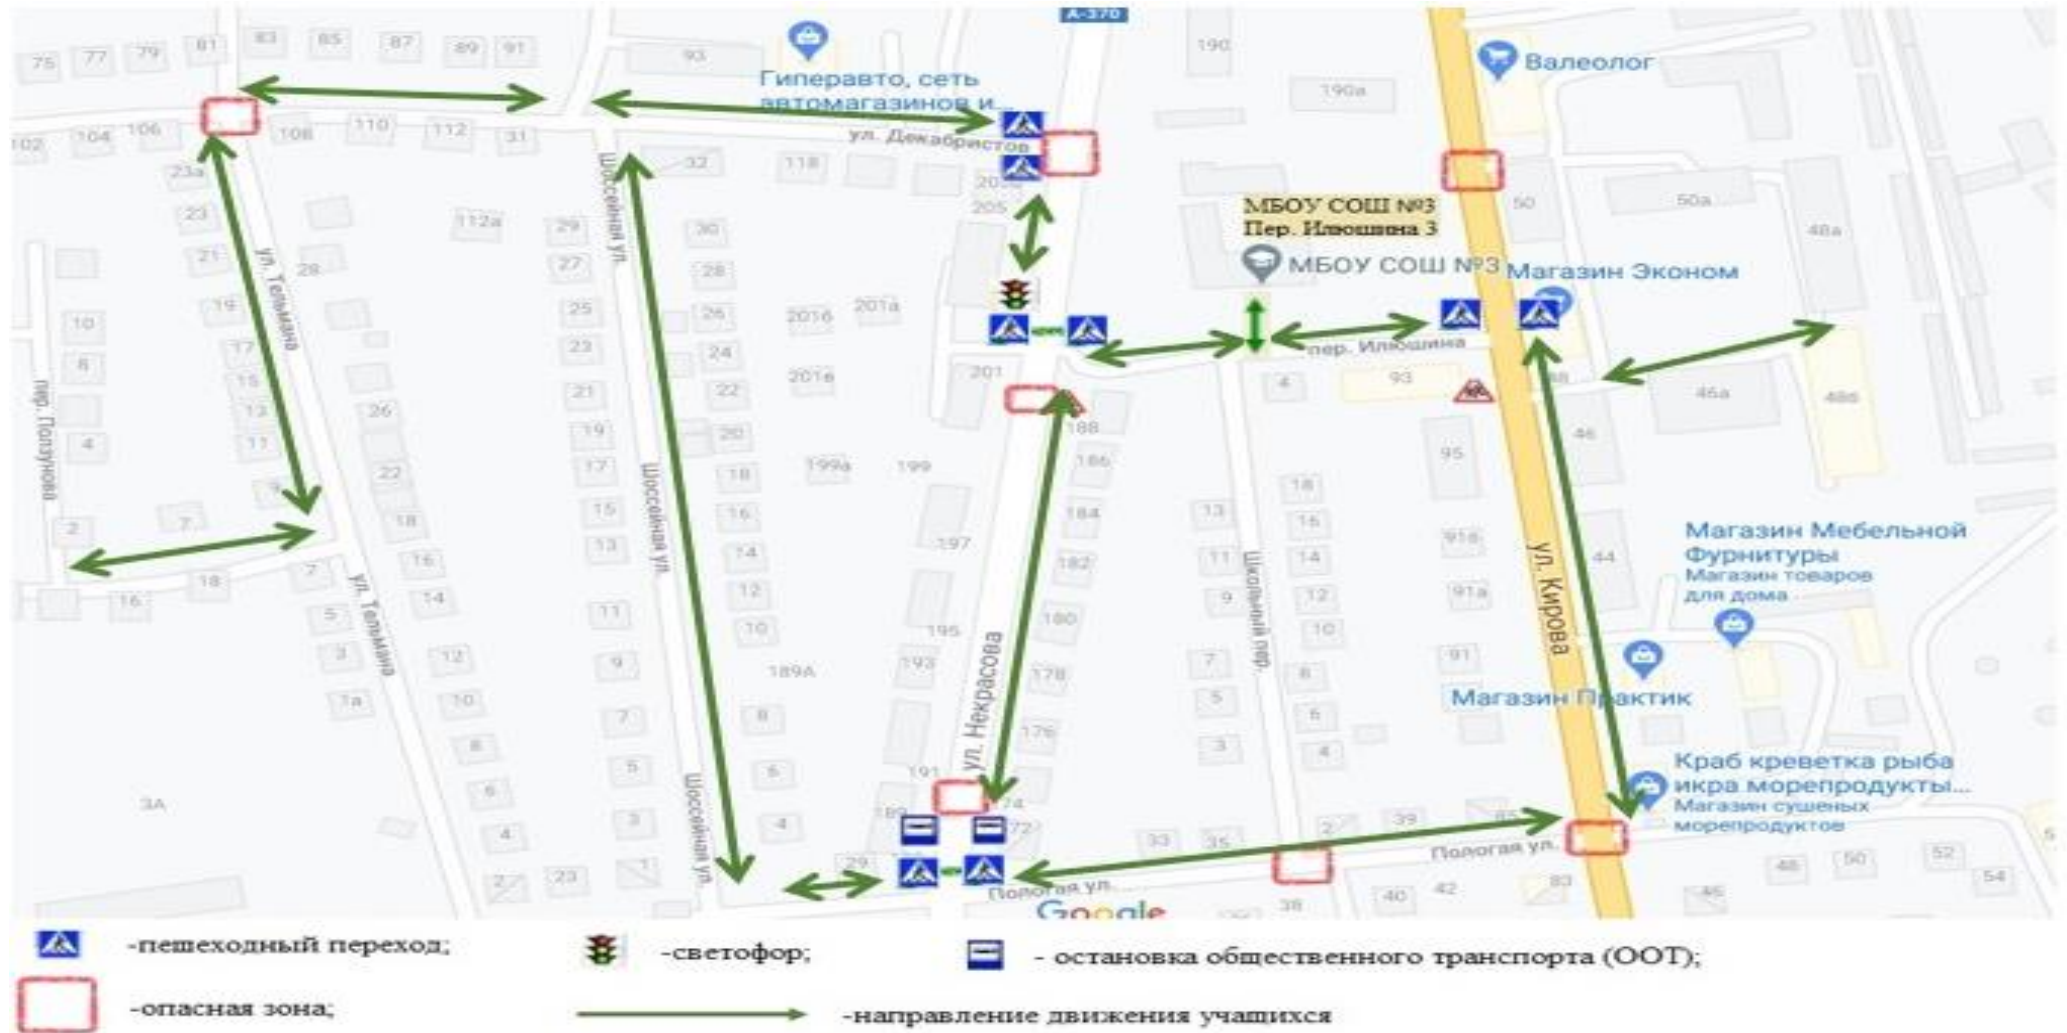 А-370
75 77 79 81 83 85 87 89 91
93
190
Валеолог
Гиперавто, сеть
автомагазинов и...
190а
102 104 106 108 110 112 31
ул. Декабристов
32
118
23а
205
50
50а
МБОУ СОШ №3
Пер. Илюшина 3
МБОУ СОШ №3
Магазин Эконом
48а
23
112а
29
30
21
28
27
28
ул. Тельмана
Шоссейная ул.
19
25
26
201б
201а
10
17
23
24
пер. Илюшина
8
15
21
22
201в
201
4
93
46а
48б
пер. Ползунова
13
26
4
11
19
20
188
46
95
22
17
18
199а
199
186
Шоссейная ул.
2
7
18
15
16
184
13
18
16
Магазин Мебельной
Фурнитуры
Магазин товаров
для дома
16
13
14
197
182
11
14
91б
44
ул. Кирова
Школьный пер.
16
18
7
14
12
9
12
91а
5
11
10
195
180
10
ул. Тельмана
3
12
9
189А
193
178
7
8
91
Магазин Практик
1а
10
7
8
ул. Некрасова
176
5
6
3
4
8
5
6
191
Краб креветка рыба
икра морепродукты...
Магазин сушеных
морепродуктов
3А
6
4
3
4
189
72
33
35
2
39
Шоссейная ул.
2
23
1
29
Пологая ул.
Пологая ул.
48
50
52
54
Google
38
40
42
83
46
-пешеходный переход;
-светофор;
- остановка общественного транспорта (ООТ);
-опасная зона;
-направление движения учащихся